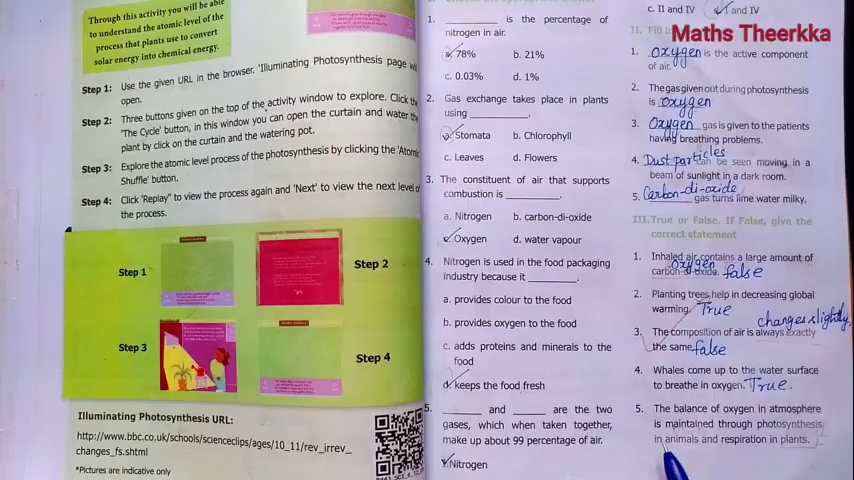 Through this activity you will be able
to understand the atomic level of the
process that plants use to convert
solar energy into chemical energy.
Step 1: Use the given URL in the browser. 'Illuminating Photosynthesis page will
open.
Step 2: Three buttons given on the top of the activity window to explore. Click the
'The Cycle' button, in this window you can open the curtain and water the
plant by click on the curtain and the watering pot.
Step 3: Explore the atomic level process of the photosynthesis by clicking the 'Atomic
Shuffle' button.
Step 4: Click 'Replay" to view the process again and 'Next' to view the next level of
the process.
Step 1
Step 2
Step 3
Step 4
Illuminating Photosynthesis URL:
http://www.bbc.co.uk/schools/scienceclips/ages/10_11/rev_irrev_
changes_fs.shtml
*Pictures are indicative only
1. ________ is the percentage of
nitrogen in air.
a. 78% b. 21%
c. 0.03% d. 1%
2. Gas exchange takes place in plants
using ________.
a. Stomata b. Chlorophyll
c. Leaves d. Flowers
3. The constituent of air that supports
combustion is ________.
a. Nitrogen b. carbon-di-oxide
c. Oxygen d. water vapour
4. Nitrogen is used in the food packaging
industry because it ________.
a. provides colour to the food
b. provides oxygen to the food
c. adds proteins and minerals to the
food
d. keeps the food fresh
5. ______ and ______ are the two
gases, which when taken together,
make up about 99 percentage of air.
Nitrogen
c. II and IV d. I and IV
Maths Theerkka
II. Fill in
1. Oxygen is the active component
of air.
2. The gas given out during photosynthesis
is Oxygen
3. Oxygen gas is given to the patients
having breathing problems.
4. Dust particles can be seen moving in a
beam of sunlight in a dark room.
5. Carbon-di-oxide gas turns lime water milky.
III. True or False. If False, give the
correct statement
1. Inhaled air contains a large amount of
oxygen
carbon-di-oxide. false
2. Planting trees help in decreasing global
warming. True
changes slightly.
3. The composition of air is always exactly
the same. false
4. Whales come up to the water surface
to breathe in oxygen. True.
5. The balance of oxygen in atmosphere
is maintained through photosynthesis
in animals and respiration in plants.